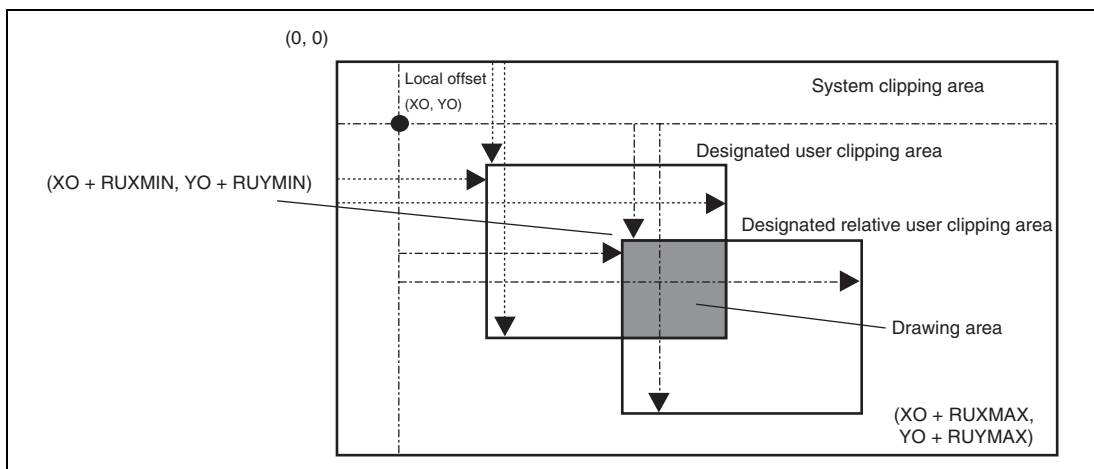 (0, 0)
Local offset
(XO, YO)
System clipping area
Designated user clipping area
(XO + RUXMIN, YO + RUYMIN)
Designated relative user clipping area
Drawing area
(XO + RUXMAX,
YO + RUYMAX)